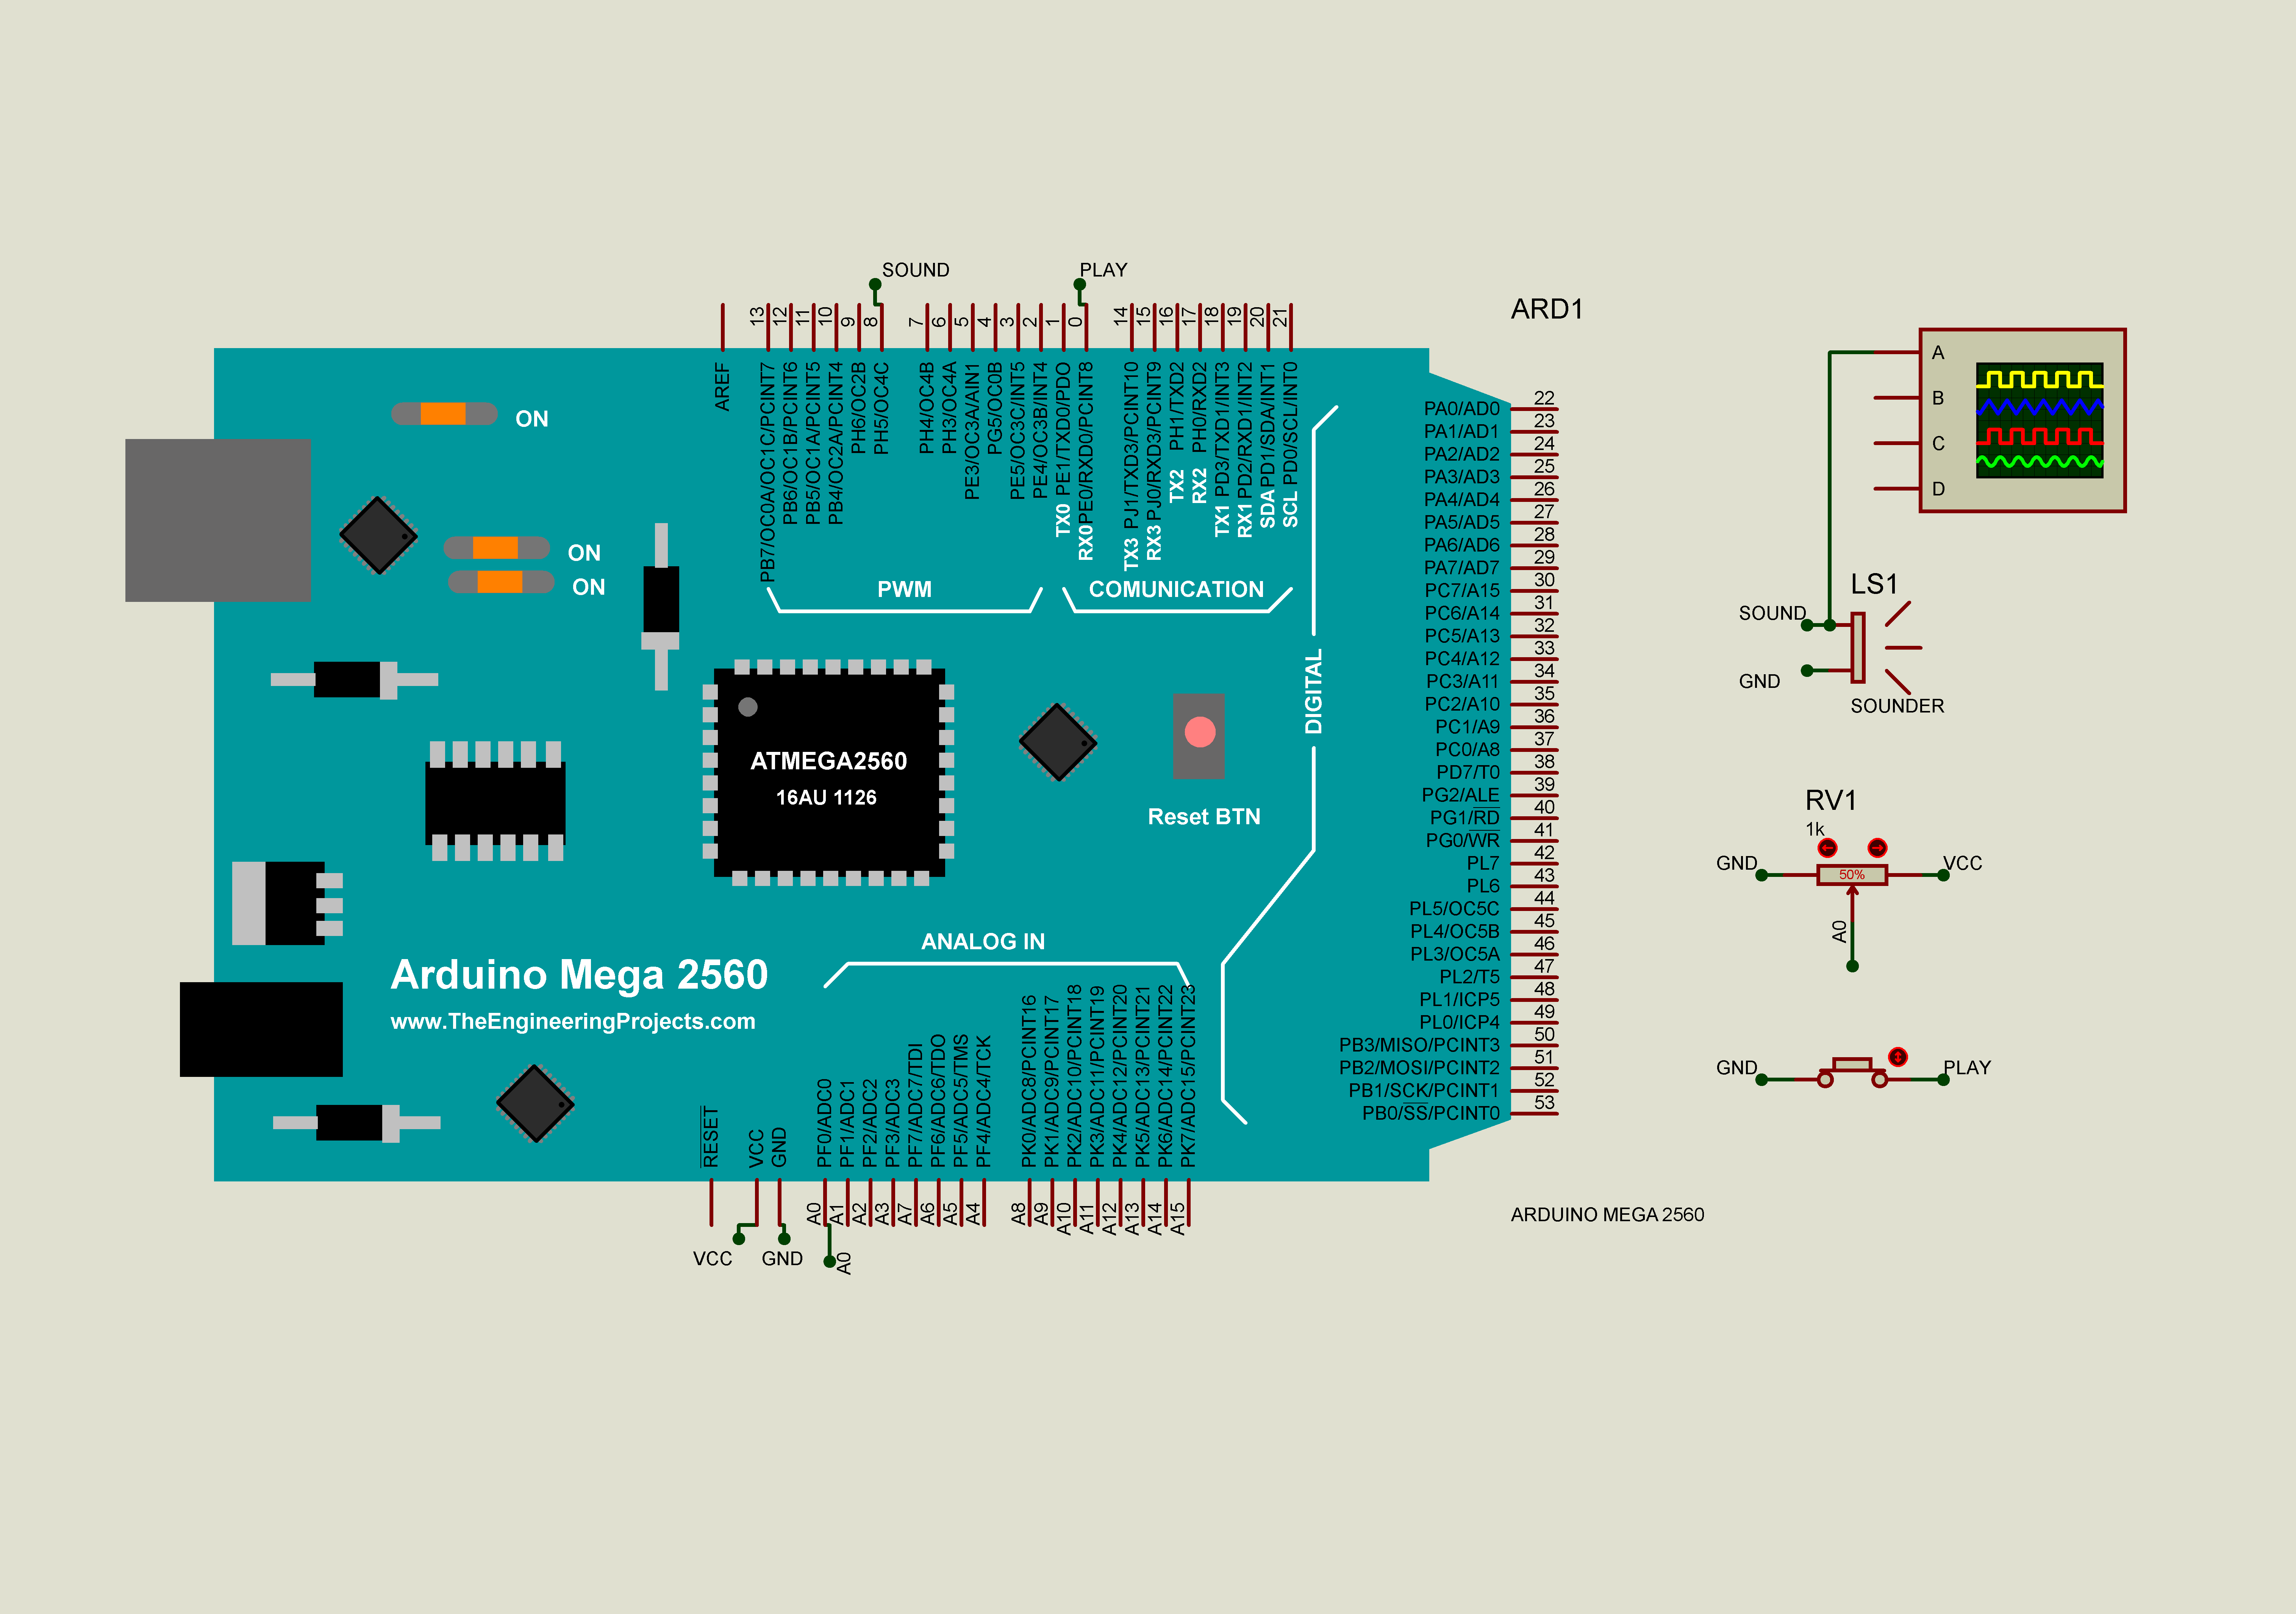 SOUND
PLAY
ARD1
13
12
11
10
9
8
7
6
5
4
3
2
1
0
14
15
16
17
18
19
20
21
AREF
PB7/OC0A/OC1C/PCINT7
PB6/OC1B/PCINT6
PB5/OC1A/PCINT5
PB4/OC2A/PCINT4
PH6/OC2B
PH5/OC4C
PH4/OC4B
PH3/OC4A
PE3/OC3A/AIN1
PG5/OC0B
PE5/OC3C/INT5
PE4/OC3B/INT4
TX0 PE1/TXD0/PDO
RX0 PE0/RXD0/PCINT8
TX3 PJ1/TXD3/PCINT10
RX3 PJ0/RXD3/PCINT9
TX2 PH1/TXD2
RX2 PH0/RXD2
TX1 PD3/TXD1/INT3
RX1 PD2/RXD1/INT2
SDA PD1/SDA/INT1
SCL PD0/SCL/INT0
ON
ON
ON
PWM
COMUNICATION
DIGITAL
ATMEGA2560
16AU 1126
Reset BTN
ANALOG IN
Arduino Mega 2560
www.TheEngineeringProjects.com
PA0/AD0 22
PA1/AD1 23
PA2/AD2 24
PA3/AD3 25
PA4/AD4 26
PA5/AD5 27
PA6/AD6 28
PA7/AD7 29
PC7/A15 30
PC6/A14 31
PC5/A13 32
PC4/A12 33
PC3/A11 34
PC2/A10 35
PC1/A9 36
PC0/A8 37
PD7/T0 38
PG2/ALE 39
PG1/RD 40
PG0/WR 41
PL7 42
PL6 43
PL5/OC5C 44
PL4/OC5B 45
PL3/OC5A 46
PL2/T5 47
PL1/ICP5 48
PL0/ICP4 49
PB3/MISO/PCINT3 50
PB2/MOSI/PCINT2 51
PB1/SCK/PCINT1 52
PB0/SS/PCINT0 53
RESET
VCC
GND
PF0/ADC0
PF1/ADC1
PF2/ADC2
PF3/ADC3
PF7/ADC7/TDI
PF6/ADC6/TDO
PF5/ADC5/TMS
PF4/ADC4/TCK
PK0/ADC8/PCINT16
PK1/ADC9/PCINT17
PK2/ADC10/PCINT18
PK3/ADC11/PCINT19
PK4/ADC12/PCINT20
PK5/ADC13/PCINT21
PK6/ADC14/PCINT22
PK7/ADC15/PCINT23
A0
A1
A2
A3
A7
A6
A5
A4
A8
A9
A10
A11
A12
A13
A14
A15
VCC
GND
A0
ARDUINO MEGA 2560
A
B
C
D
LS1
SOUND
GND
SOUNDER
RV1
1k
GND
50%
VCC
A0
GND
PLAY